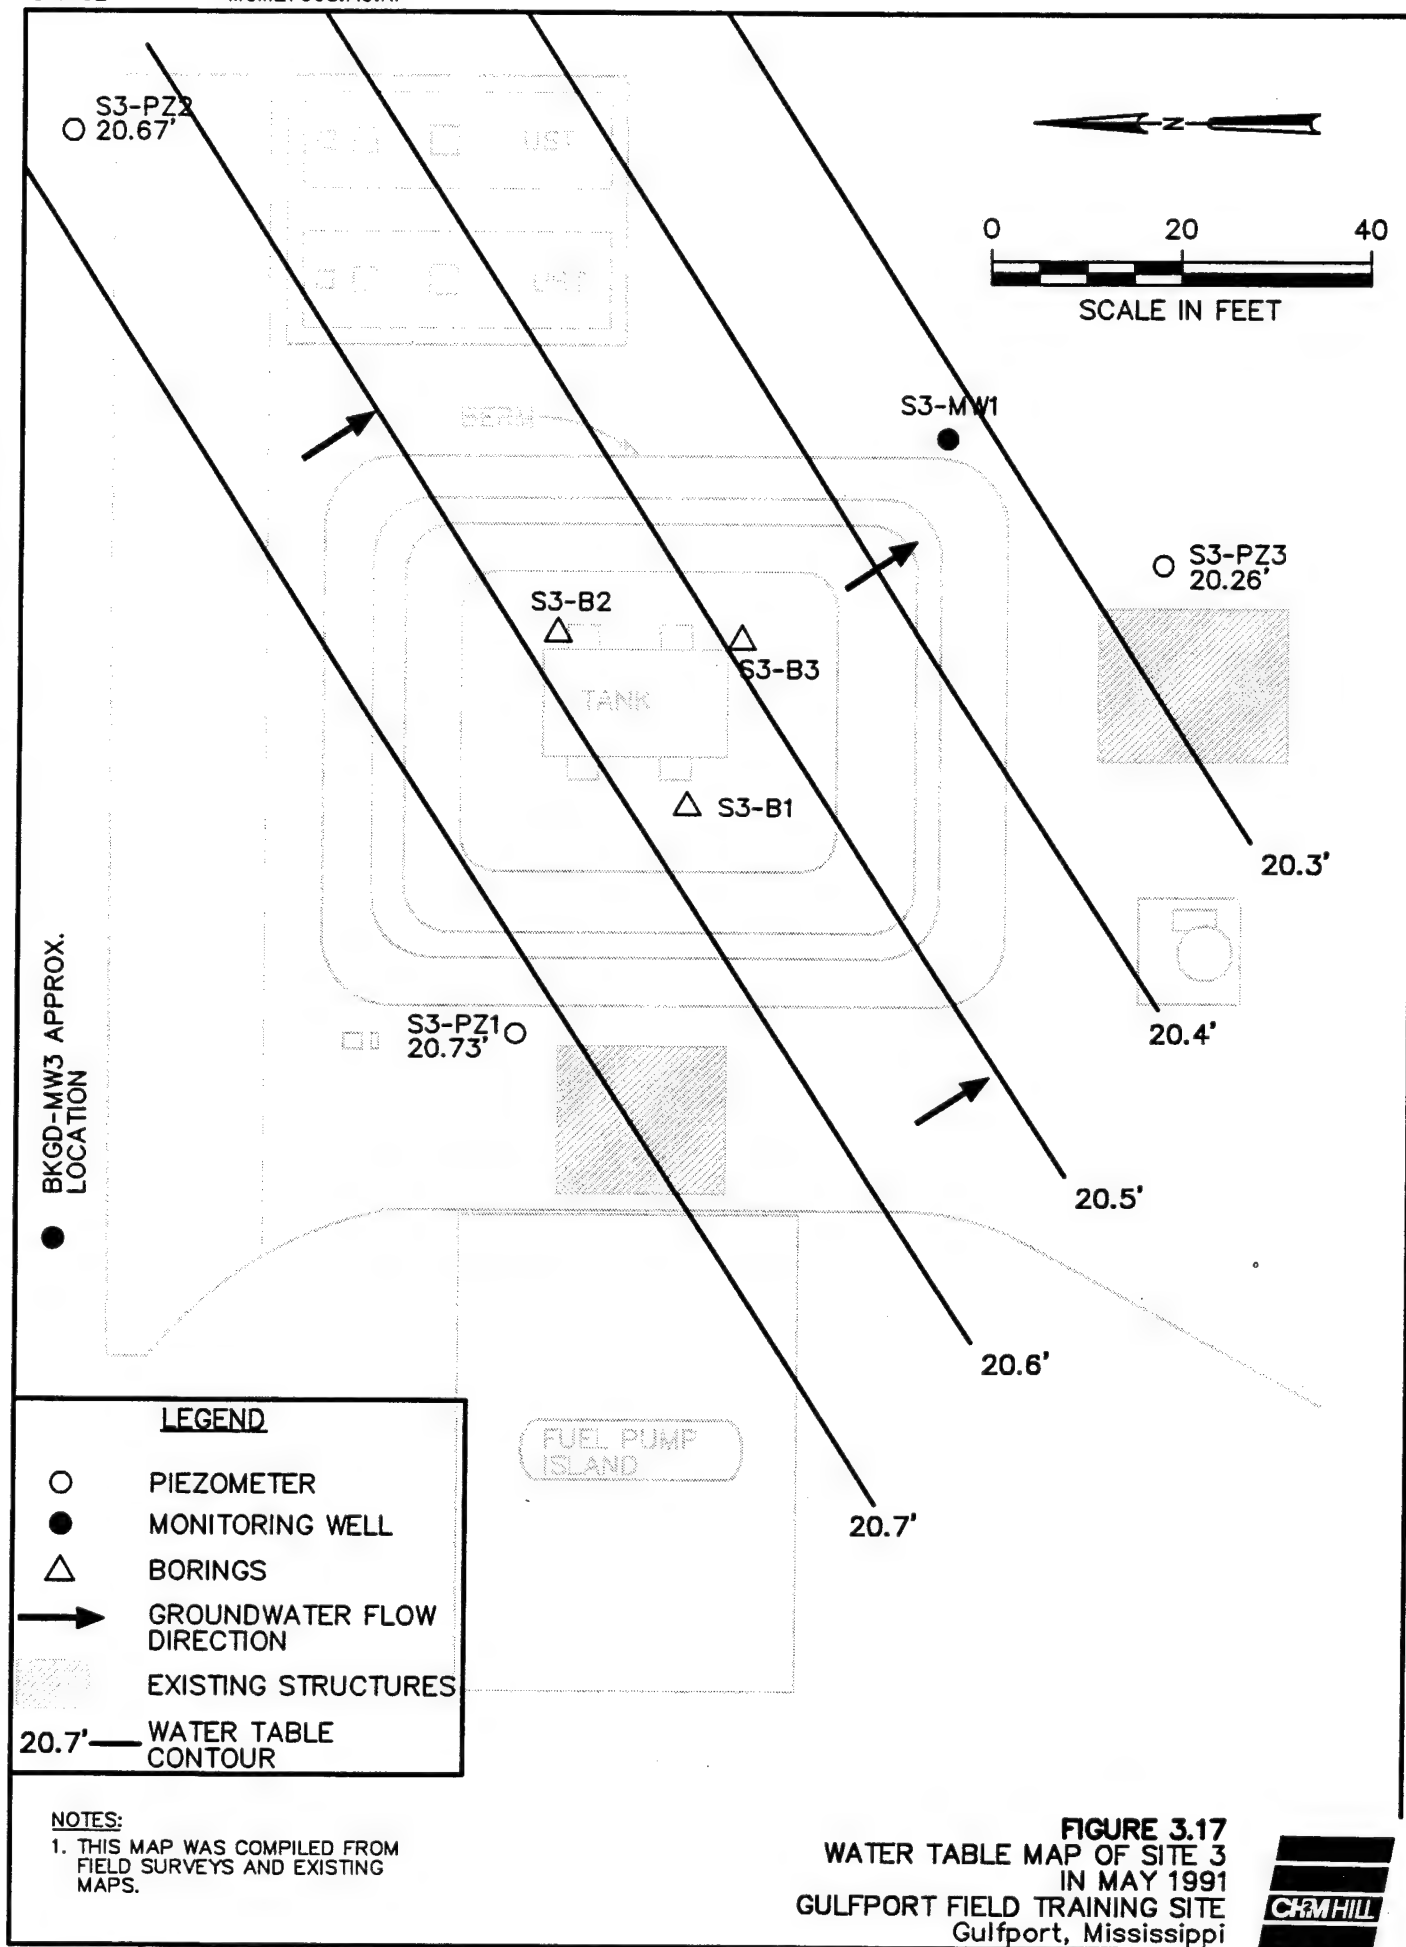 S3-PZ2
20.67'
UST
N
0 20 40
SCALE IN FEET
UST
BERM
S3-MW1
S3-PZ3
20.26'
S3-B2
S3-B3
TANK
S3-B1
20.3'
BKGD-MW3 APPROX.
LOCATION
S3-PZ1
20.73'
20.4'
20.5'
20.6'
20.7'
FUEL PUMP
ISLAND
LEGEND
PIEZOMETER
MONITORING WELL
BORINGS
GROUNDWATER FLOW
DIRECTION
EXISTING STRUCTURES
20.7' WATER TABLE
CONTOUR
NOTES:
1. THIS MAP WAS COMPILED FROM
FIELD SURVEYS AND EXISTING
MAPS.
FIGURE 3.17
WATER TABLE MAP OF SITE 3
IN MAY 1991
GULFPORT FIELD TRAINING SITE
Gulfport, Mississippi
CH2M HILL